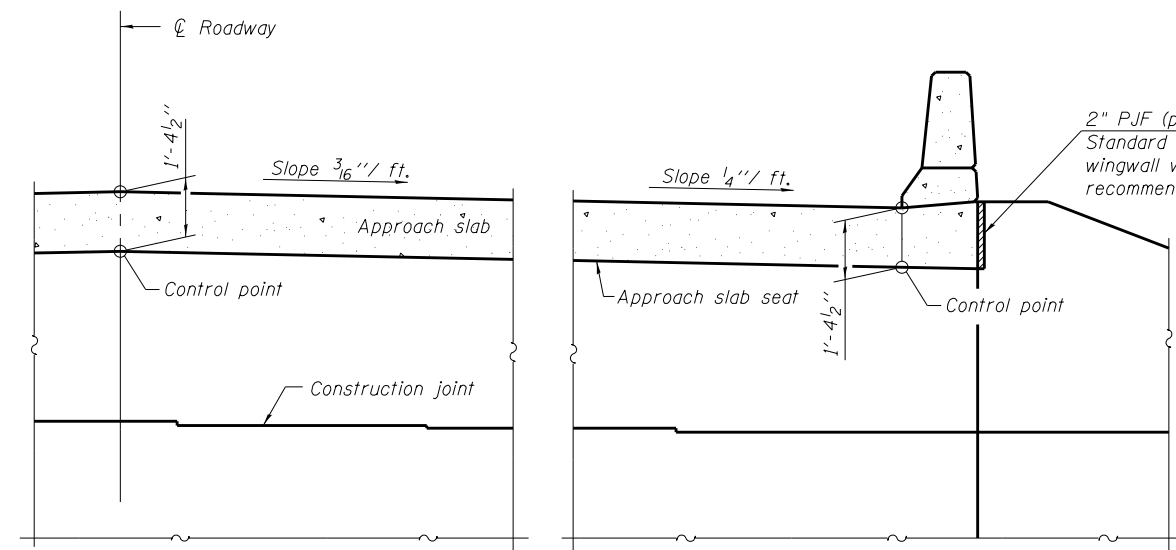 ℄ Roadway
1'-4½"
Slope 3/16"/ ft.
Approach slab
Control point
Construction joint
Slope ¼"/ ft.
Approach slab seat
1'-4½"
Control point
2" PJF
Standard
wingwall